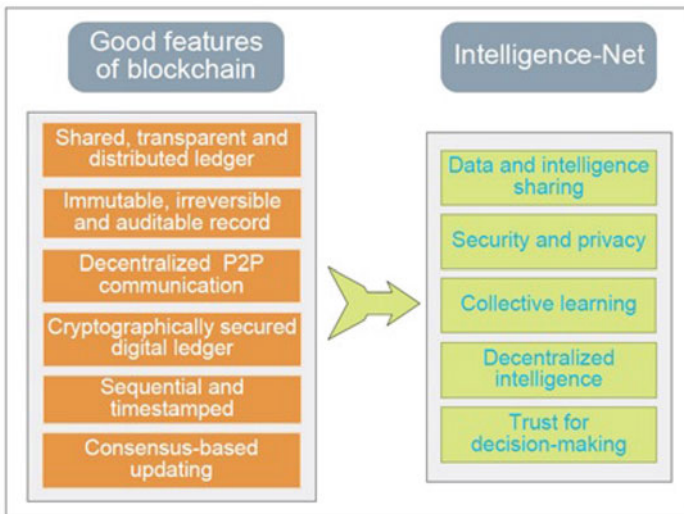 Good features
of blockchain
Shared, transparent and
distributed ledger
Immutable, irreversible
and auditable record
Decentralized P2P
communication
Cryptographically secured
digital ledger
Sequential and
timestamped
Consensus-based
updating
Intelligence-Net
Data and intelligence
sharing
Security and privacy
Collective learning
Decentralized
intelligence
Trust for
decision-making